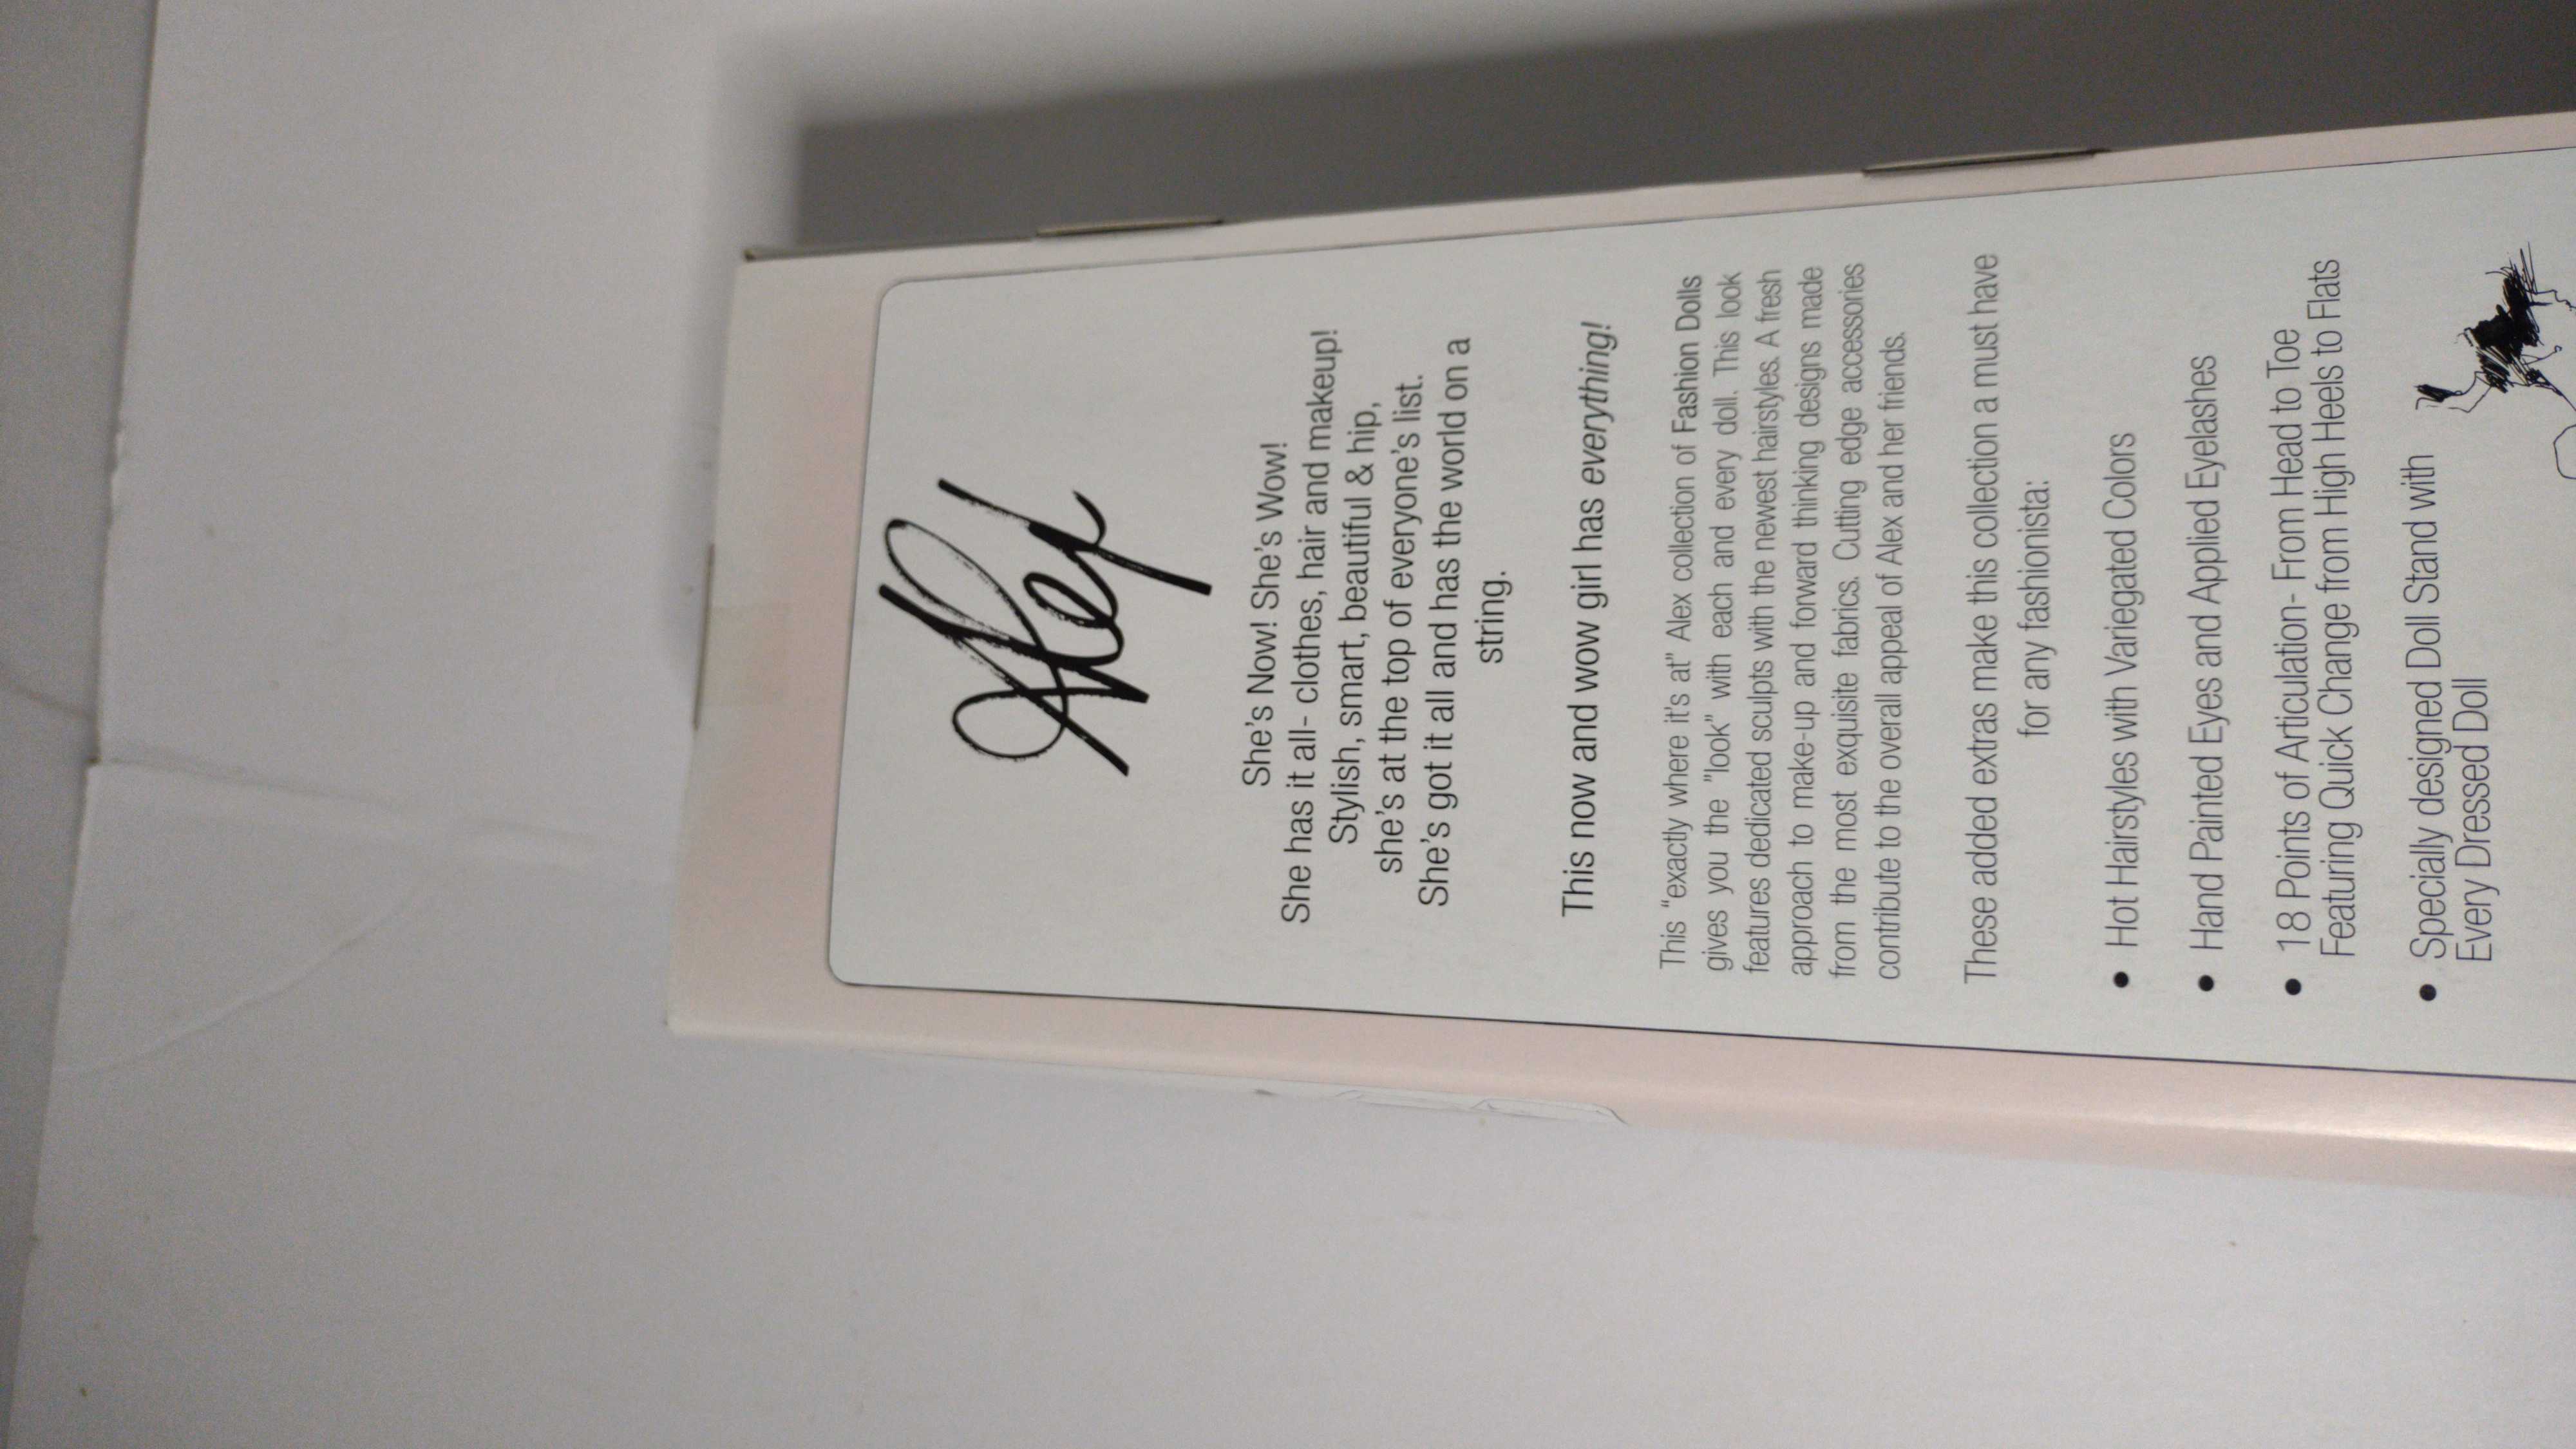 Alex
She's Now! She's Wow!
She has it all- clothes, hair and makeup!
Stylish, smart, beautiful & hip,
she's at the top of everyone's list.
She's got it all and has the world on a
string.
This now and wow girl has everything!
This "exactly where it's at" Alex collection of Fashion Dolls
gives you the "look" with each and every doll. This look
features dedicated sculpts with the newest hairstyles. A fresh
approach to make-up and forward thinking designs made
from the most exquisite fabrics. Cutting edge accessories
contribute to the overall appeal of Alex and her friends.
These added extras make this collection a must have
for any fashionista:
• Hot Hairstyles with Variegated Colors
• Hand Painted Eyes and Applied Eyelashes
• 18 Points of Articulation- From Head to Toe
Featuring Quick Change from High Heels to Flats
• Specially designed Doll Stand with
Every Dressed Doll